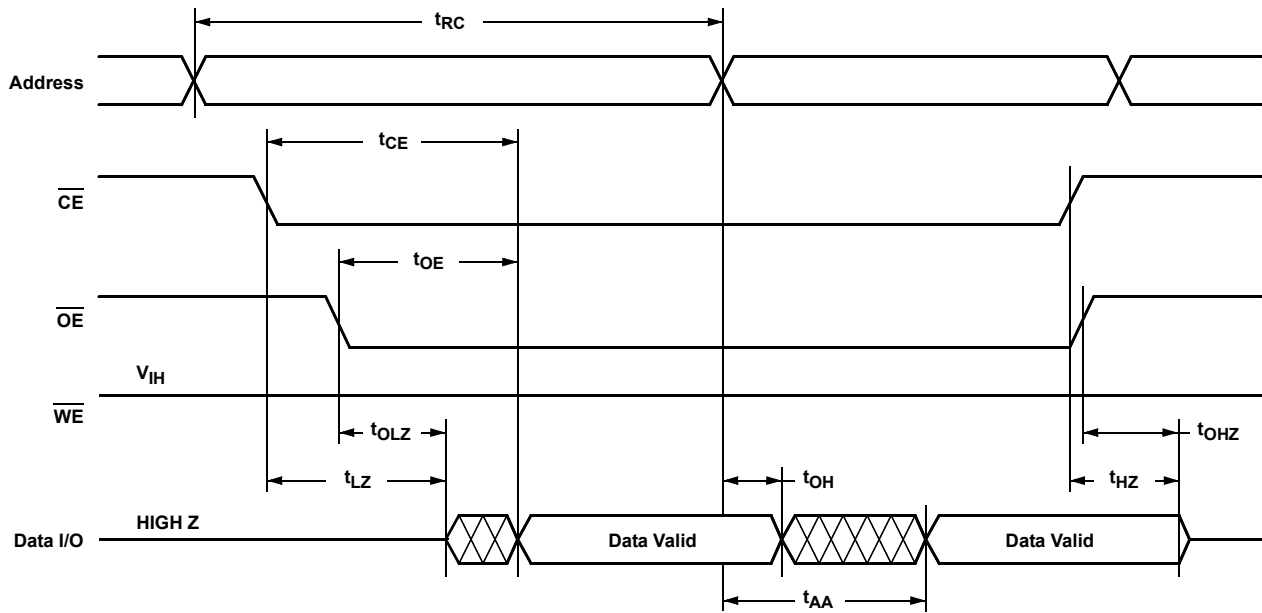 tRC
Address
tCE
CE
tOE
OE
VIH
WE
tOLZ
tOHZ
tLZ
tOH
tHZ
HIGH Z
Data I/O
Data Valid
Data Valid
tAA